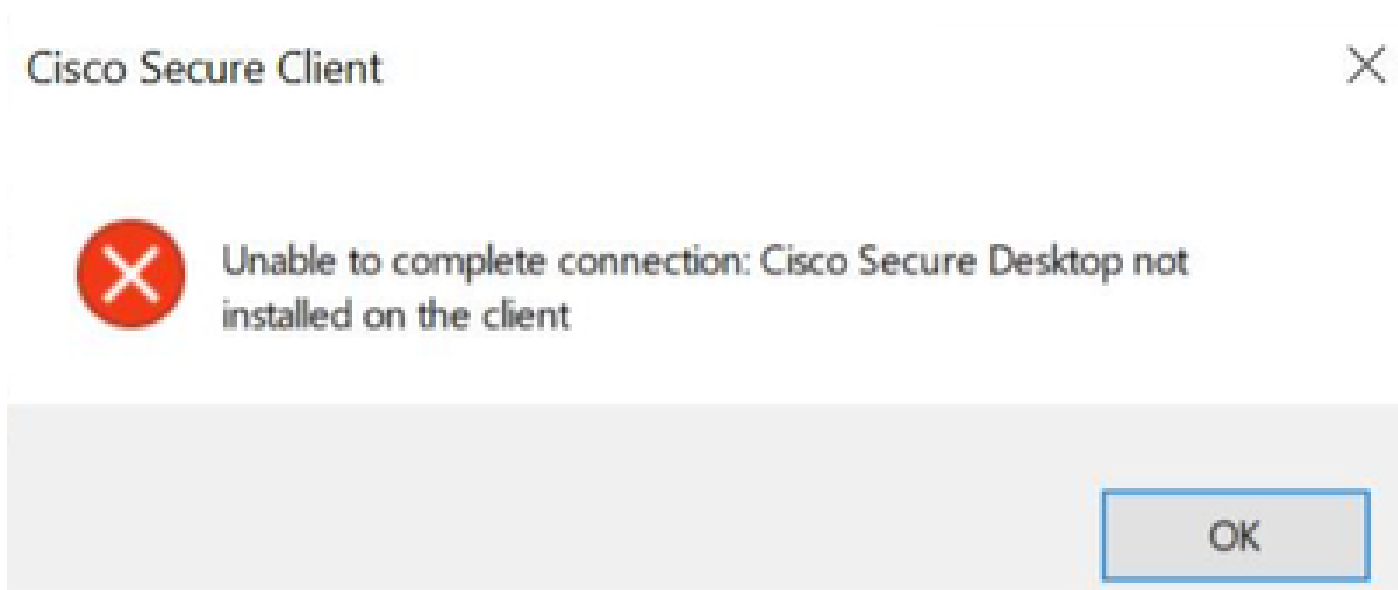 Cisco Secure Client
Unable to complete connection: Cisco Secure Desktop not
installed on the client
OK